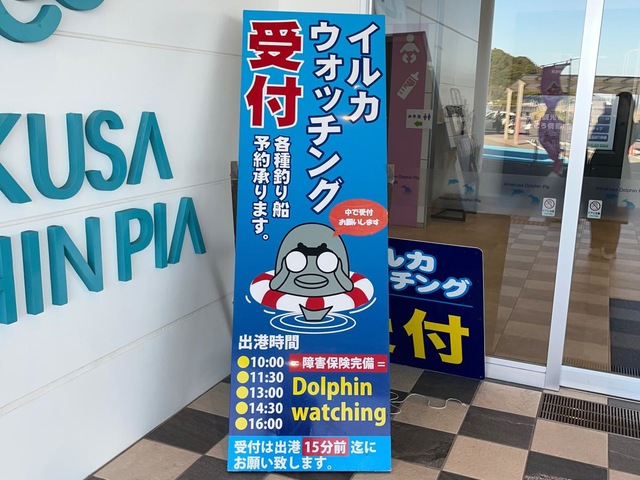 KUSA
HIN PIA
イルカ
ウォッチング
受付
各種釣り船
予約承ります。
中で受付
お願いします
出港時間
●10:00
●11:30
●13:00
●14:30
●16:00
= 障害保険完備 =
Dolphin
watching
受付は出港 15分前 迄に
お願い致します。
ルカ
ッチング
付